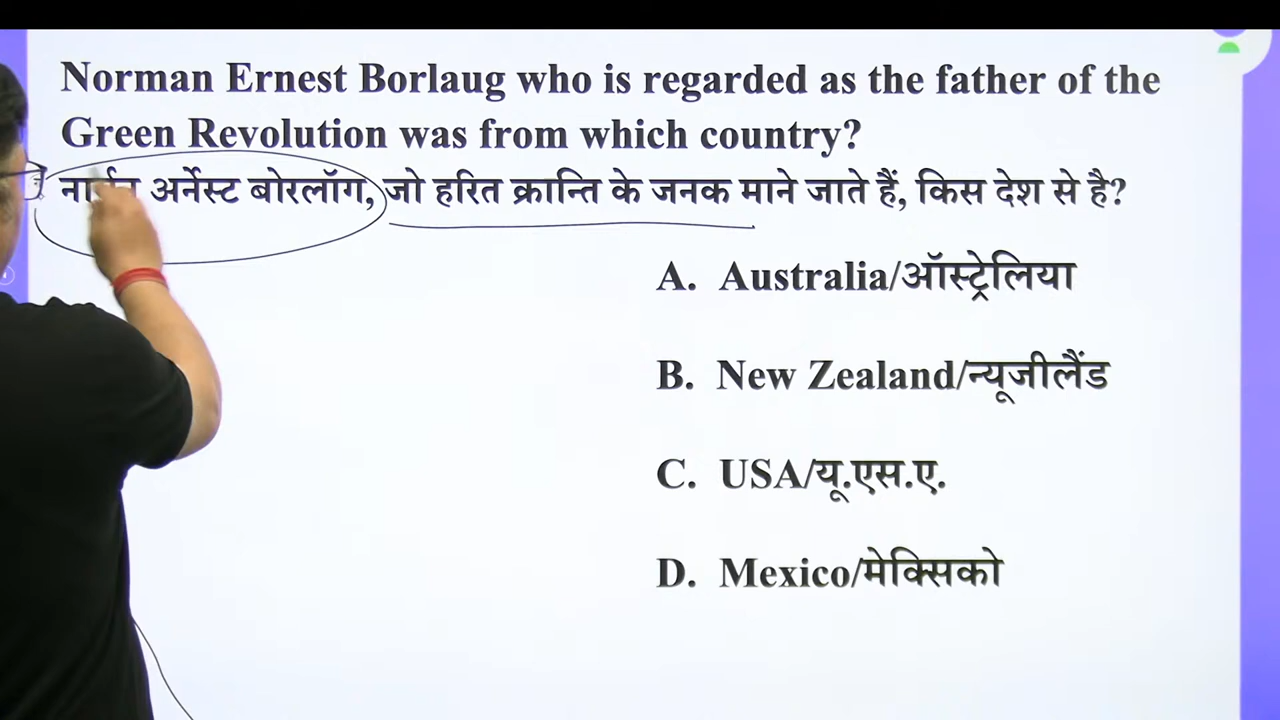 Norman Ernest Borlaug who is regarded as the father of the
Green Revolution was from which country?
अर्नेस्ट बोरलॉग, जो हरित क्रान्ति के जनक माने जाते हैं, किस देश से है?
A. Australia/ऑस्ट्रेलिया
B. New Zealand/न्यूजीलैंड
C. USA/यू.एस.ए.
D. Mexico/मेक्सिको